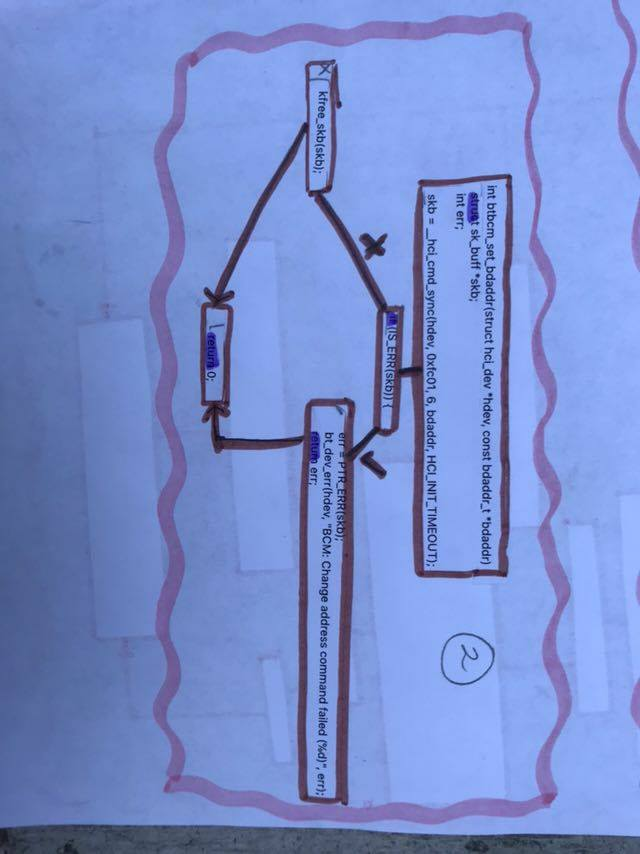 int btbcm_set_bdaddr(struct hci_dev *hdev, const bdaddr_t *bdaddr)
struct sk_buff *skb;
int err;
skb = __hci_cmd_sync(hdev, 0xfc01, 6, bdaddr, HCI_INIT_TIMEOUT);
2
if (IS_ERR(skb)) {
err = PTR_ERR(skb);
bt_dev_err(hdev, "BCM: Change address command failed (%d)", err);
return err;
kfree_skb(skb);
return 0;